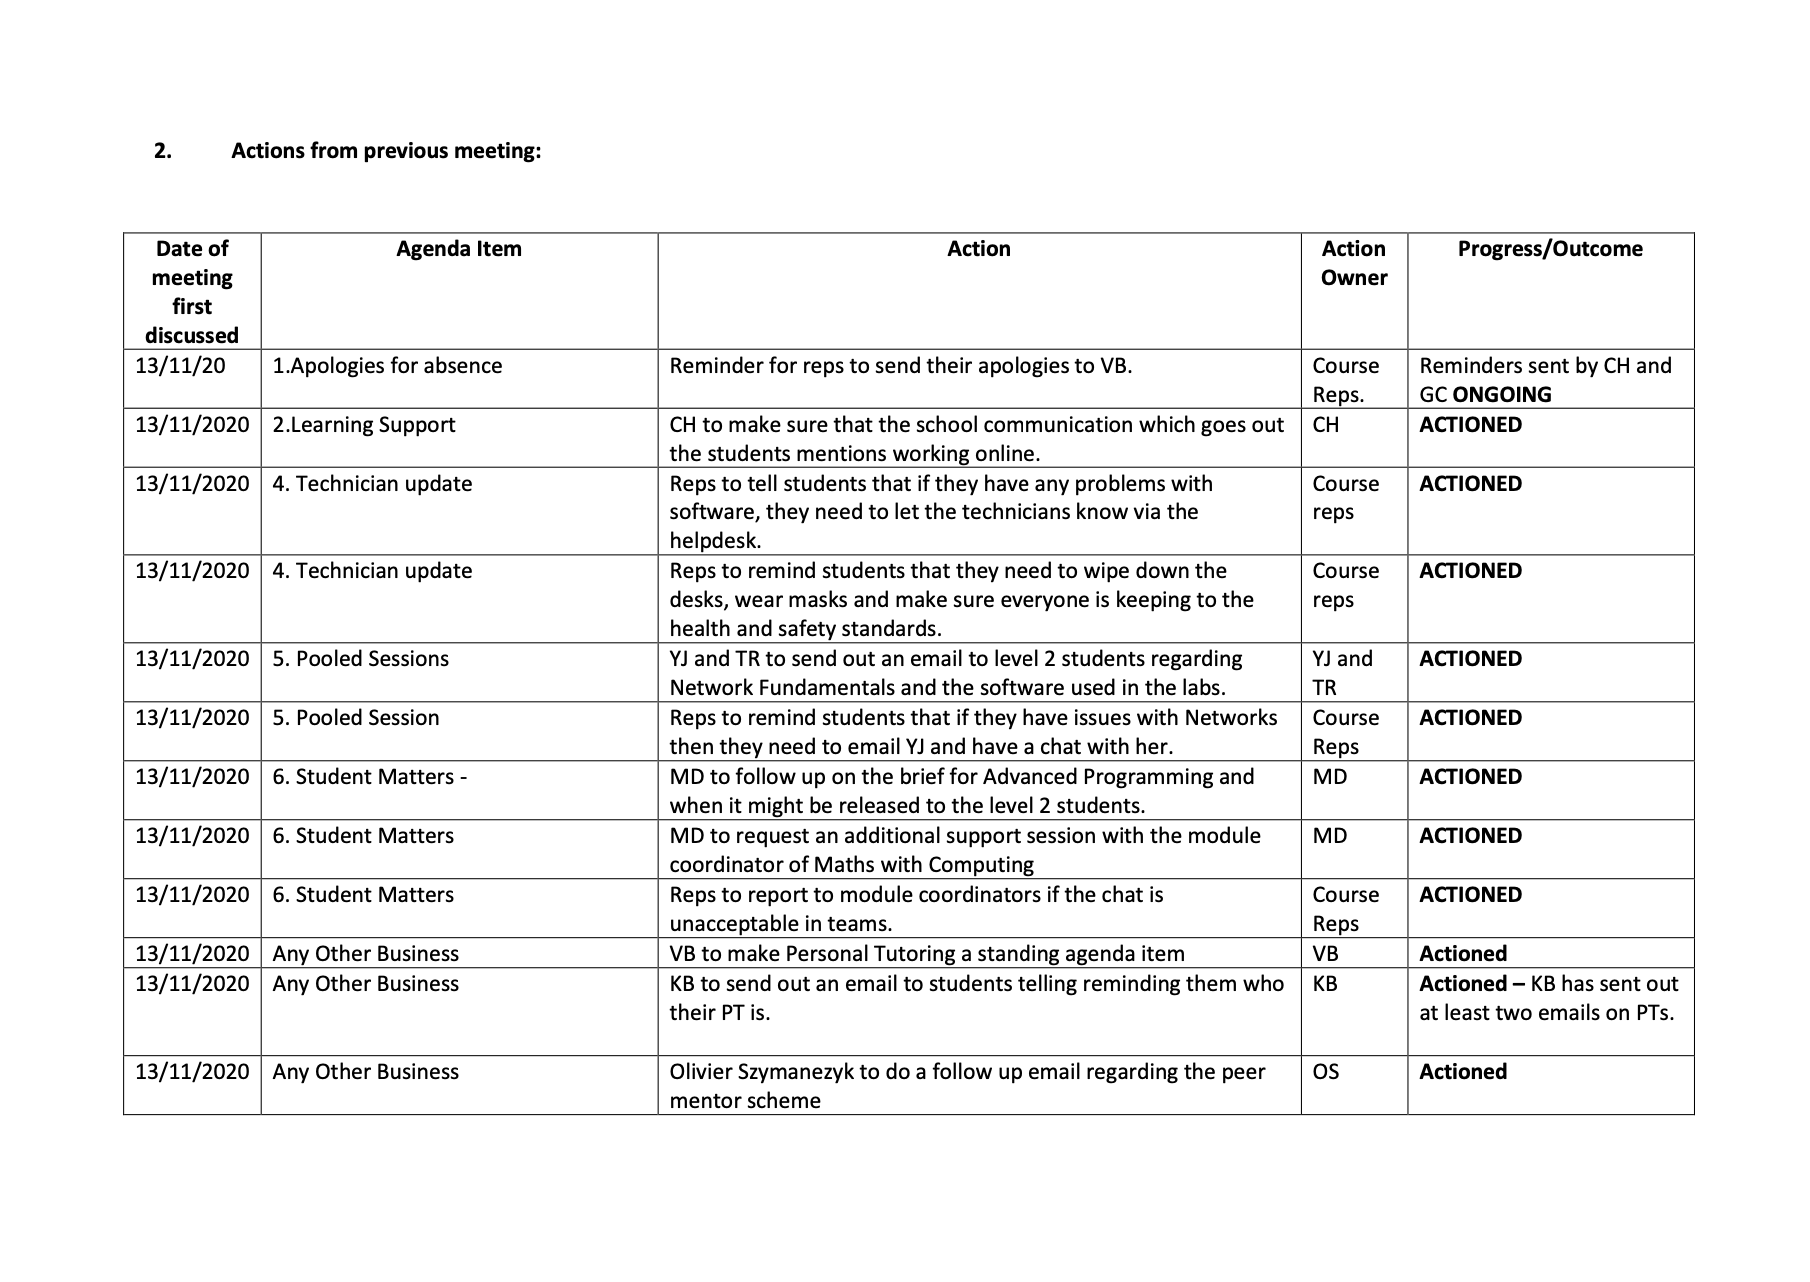 2. Actions from previous meeting:
Date of meeting first discussed | Agenda Item | Action | Action Owner | Progress/Outcome
13/11/20 | 1.Apologies for absence | Reminder for reps to send their apologies to VB. | Course Reps. | Reminders sent by CH and GC ONGOING
13/11/2020 | 2.Learning Support | CH to make sure that the school communication which goes out the students mentions working online. | CH | ACTIONED
13/11/2020 | 4. Technician update | Reps to tell students that if they have any problems with software, they need to let the technicians know via the helpdesk. | Course reps | ACTIONED
13/11/2020 | 4. Technician update | Reps to remind students that they need to wipe down the desks, wear masks and make sure everyone is keeping to the health and safety standards. | Course reps | ACTIONED
13/11/2020 | 5. Pooled Sessions | YJ and TR to send out an email to level 2 students regarding Network Fundamentals and the software used in the labs. | YJ and TR | ACTIONED
13/11/2020 | 5. Pooled Session | Reps to remind students that if they have issues with Networks then they need to email YJ and have a chat with her. | Course Reps | ACTIONED
13/11/2020 | 6. Student Matters - | MD to follow up on the brief for Advanced Programming and when it might be released to the level 2 students. | MD | ACTIONED
13/11/2020 | 6. Student Matters | MD to request an additional support session with the module coordinator of Maths with Computing | MD | ACTIONED
13/11/2020 | 6. Student Matters | Reps to report to module coordinators if the chat is unacceptable in teams. | Course Reps | ACTIONED
13/11/2020 | Any Other Business | VB to make Personal Tutoring a standing agenda item | VB | Actioned
13/11/2020 | Any Other Business | KB to send out an email to students telling reminding them who their PT is. | KB | Actioned – KB has sent out at least two emails on PTs.
13/11/2020 | Any Other Business | Olivier Szymanezyk to do a follow up email regarding the peer mentor scheme | OS | Actioned